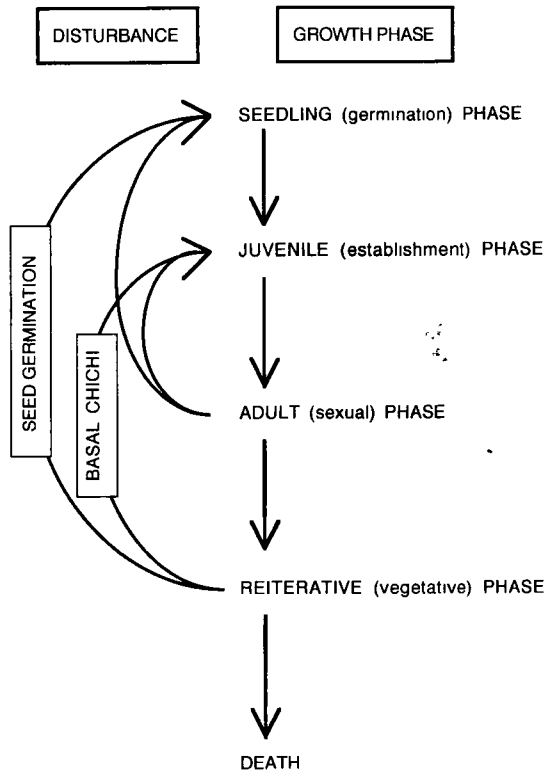 DISTURBANCE
GROWTH PHASE
SEEDLING (germination) PHASE
JUVENILE (establishment) PHASE
SEED GERMINATION
BASAL CHICHI
ADULT (sexual) PHASE
REITERATIVE (vegetative) PHASE
DEATH